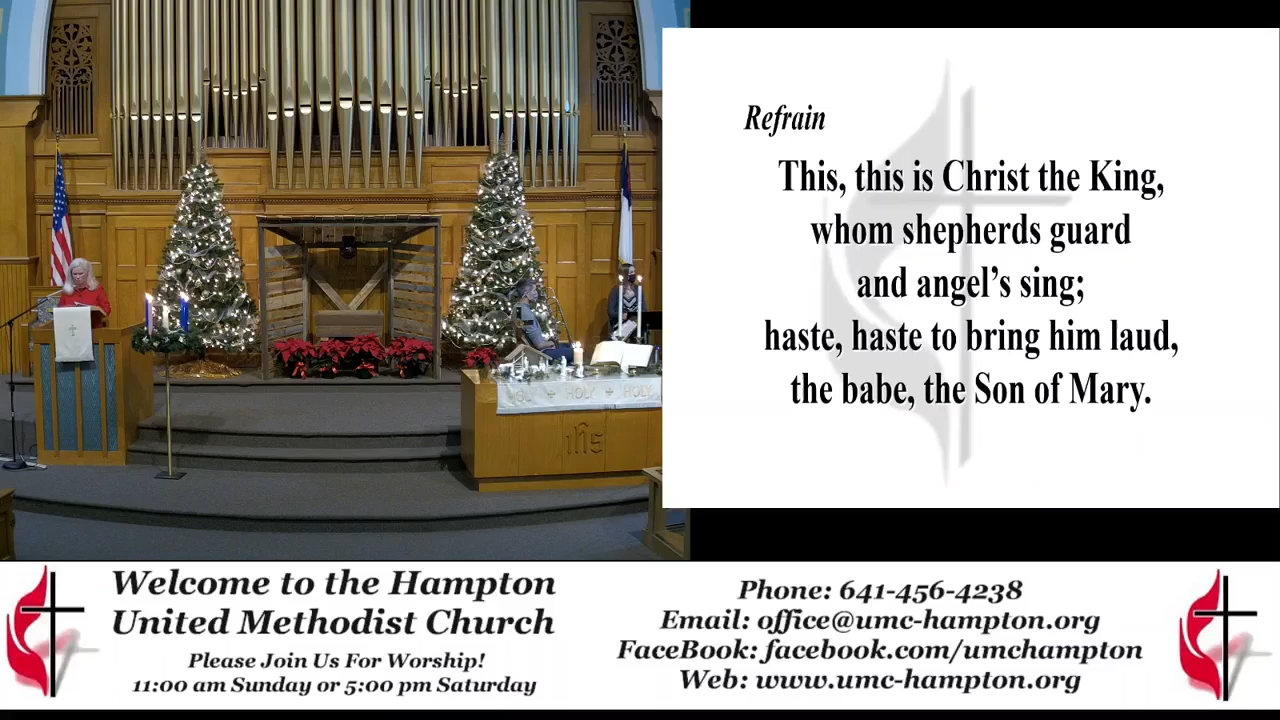 Refrain
This, this is Christ the King,
whom shepherds guard
and angel's sing;
haste, haste to bring him laud,
the babe, the Son of Mary.
HOLY + HOLY
ihs
Welcome to the Hampton
United Methodist Church
Please Join Us For Worship!
11:00 am Sunday or 5:00 pm Saturday
Phone: 641-456-4238
Email: office@umc-hampton.org
FaceBook: facebook.com/umchampton
Web: www.umc-hampton.org